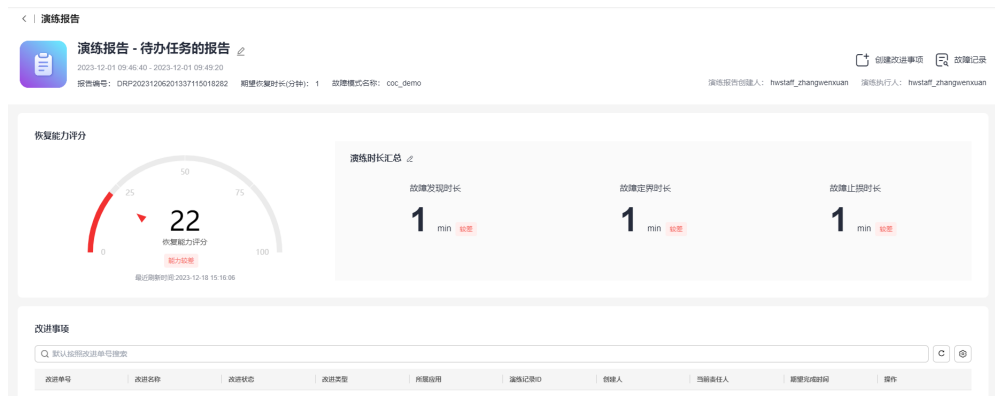 演练报告
演练报告 - 待办任务的报告
2023-12-01 09:46:40 - 2023-12-01 09:49:20
创建改进事项 故障记录
报告编号： DRP20231206201337115018282 期望恢复时长(分钟)： 1 故障模式名称： coc_demo
演练报告创建人： hwstaff_zhangwenxuan 演练执行人： hwstaff_zhangwenxuan
恢复能力评分
0
25
50
75
100
22
恢复能力评分
能力较差
最近刷新时间:2023-12-18 15:16:06
演练时长汇总
故障发现时长 故障定界时长 故障止损时长
1 min 较差 1 min 较差 1 min 较差
改进事项
默认按照改进单号搜索
改进单号 改进名称 改进状态 改进类型 所属应用 演练记录ID 创建人 当前责任人 期望完成时间 操作